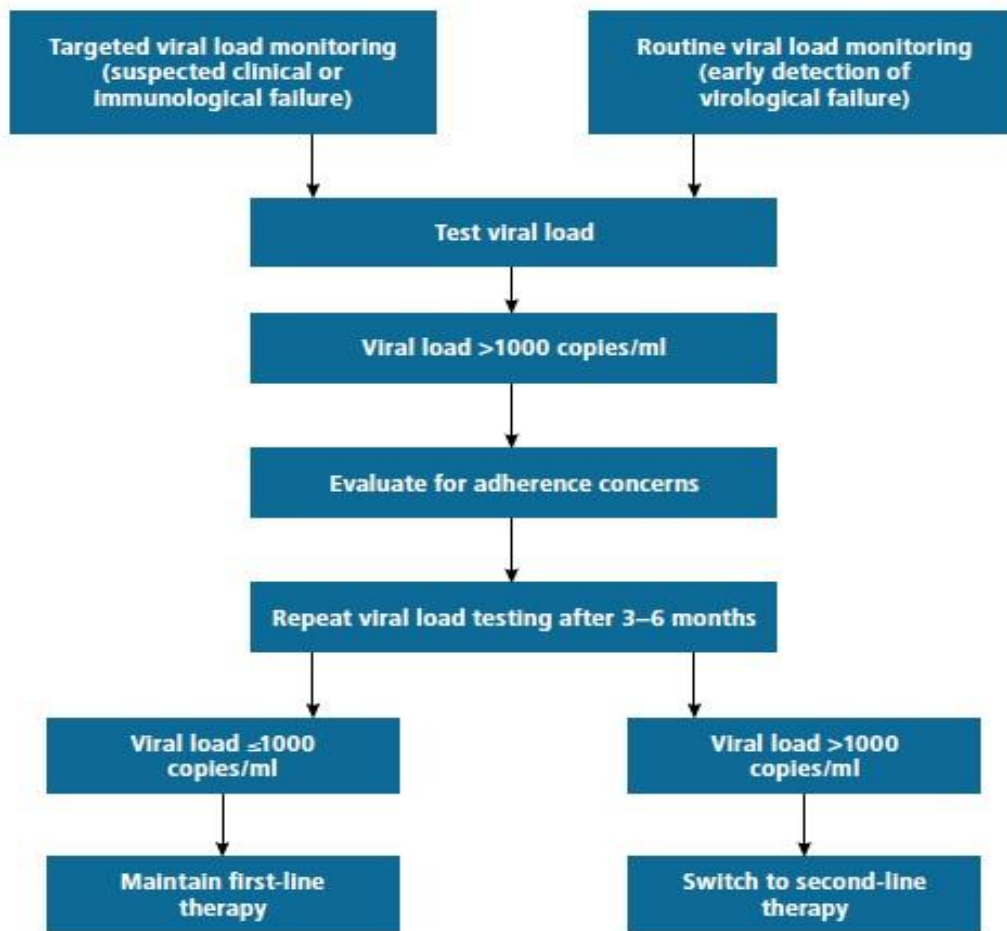 Targeted viral load monitoring
(suspected clinical or
immunological failure)
Routine viral load monitoring
(early detection of
virological failure)
Test viral load
Viral load >1000 copies/ml
Evaluate for adherence concerns
Repeat viral load testing after 3–6 months
Viral load ≤1000
copies/ml
Viral load >1000
copies/ml
Maintain first-line
therapy
Switch to second-line
therapy